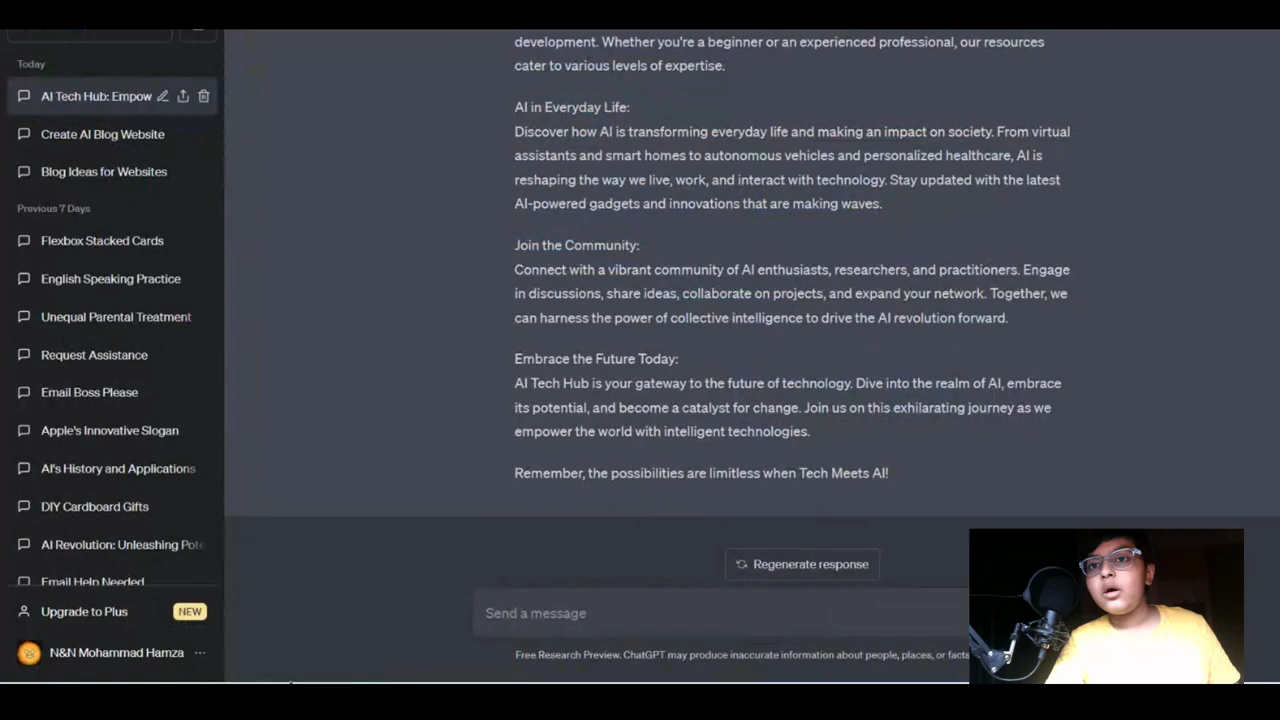 Today
AI Tech Hub: Empow
Create AI Blog Website
Blog Ideas for Websites
Previous 7 Days
Flexbox Stacked Cards
English Speaking Practice
Unequal Parental Treatment
Request Assistance
Email Boss Please
Apple's Innovative Slogan
AI's History and Applications
DIY Cardboard Gifts
AI Revolution: Unleashing Pote
Email Help Needed
Upgrade to Plus NEW
N&N Mohammad Hamza
development. Whether you're a beginner or an experienced professional, our resources
cater to various levels of expertise.
AI in Everyday Life:
Discover how AI is transforming everyday life and making an impact on society. From virtual
assistants and smart homes to autonomous vehicles and personalized healthcare, AI is
reshaping the way we live, work, and interact with technology. Stay updated with the latest
AI-powered gadgets and innovations that are making waves.
Join the Community:
Connect with a vibrant community of AI enthusiasts, researchers, and practitioners. Engage
in discussions, share ideas, collaborate on projects, and expand your network. Together, we
can harness the power of collective intelligence to drive the AI revolution forward.
Embrace the Future Today:
AI Tech Hub is your gateway to the future of technology. Dive into the realm of AI, embrace
its potential, and become a catalyst for change. Join us on this exhilarating journey as we
empower the world with intelligent technologies.
Remember, the possibilities are limitless when Tech Meets AI!
Regenerate response
Send a message
Free Research Preview. ChatGPT may produce inaccurate information about people, places, or facts